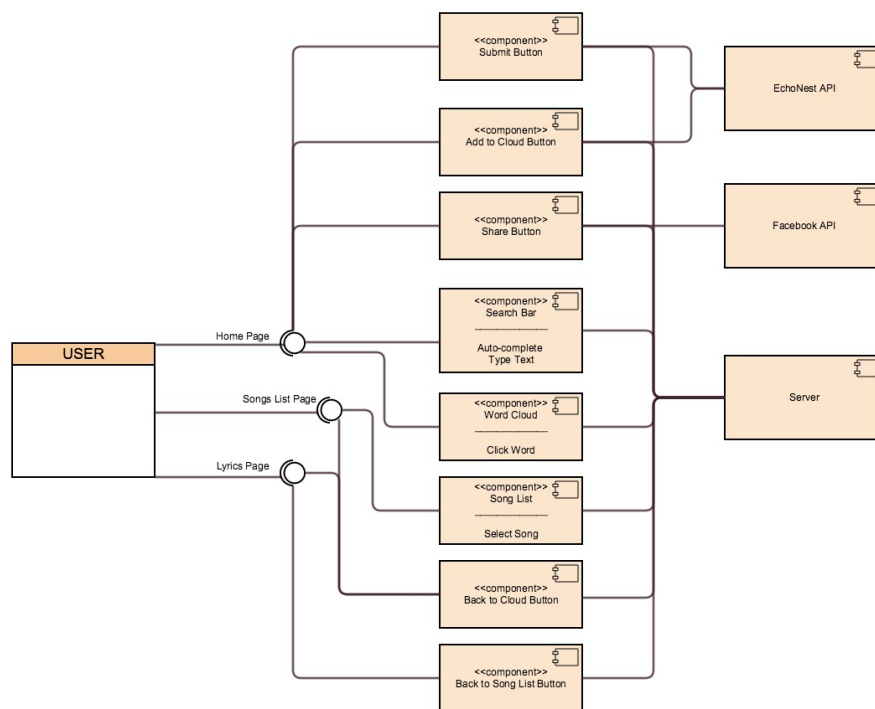 <<component>>
Submit Button
EchoNest API
<<component>>
Add to Cloud Button
<<component>>
Share Button
Facebook API
<<component>>
Search Bar
Auto-complete
Type Text
Home Page
USER
Server
Songs List Page
<<component>>
Word Cloud
Click Word
Lyrics Page
<<component>>
Song List
Select Song
<<component>>
Back to Cloud Button
<<component>>
Back to Song List Button